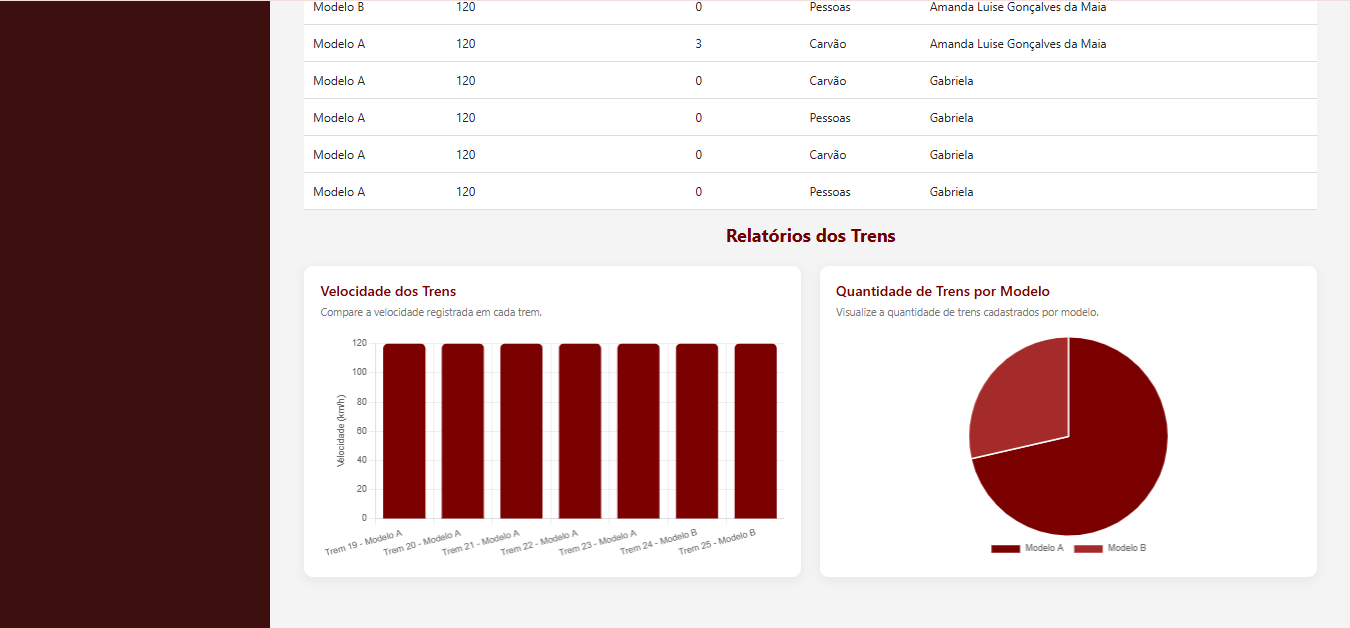 Modelo B 120 0 Pessoas Amanda Luise Gonçalves da Maia
Modelo A 120 3 Carvão Amanda Luise Gonçalves da Maia
Modelo A 120 0 Carvão Gabriela
Modelo A 120 0 Pessoas Gabriela
Modelo A 120 0 Carvão Gabriela
Modelo A 120 0 Pessoas Gabriela
Relatórios dos Trens
Velocidade dos Trens
Compare a velocidade registrada em cada trem.
120
100
80
60
40
20
0
Velocidade (km/h)
Trem 19 - Modelo A
Trem 20 - Modelo A
Trem 21 - Modelo A
Trem 22 - Modelo A
Trem 23 - Modelo A
Trem 24 - Modelo B
Trem 25 - Modelo B
Quantidade de Trens por Modelo
Visualize a quantidade de trens cadastrados por modelo.
Modelo A Modelo B